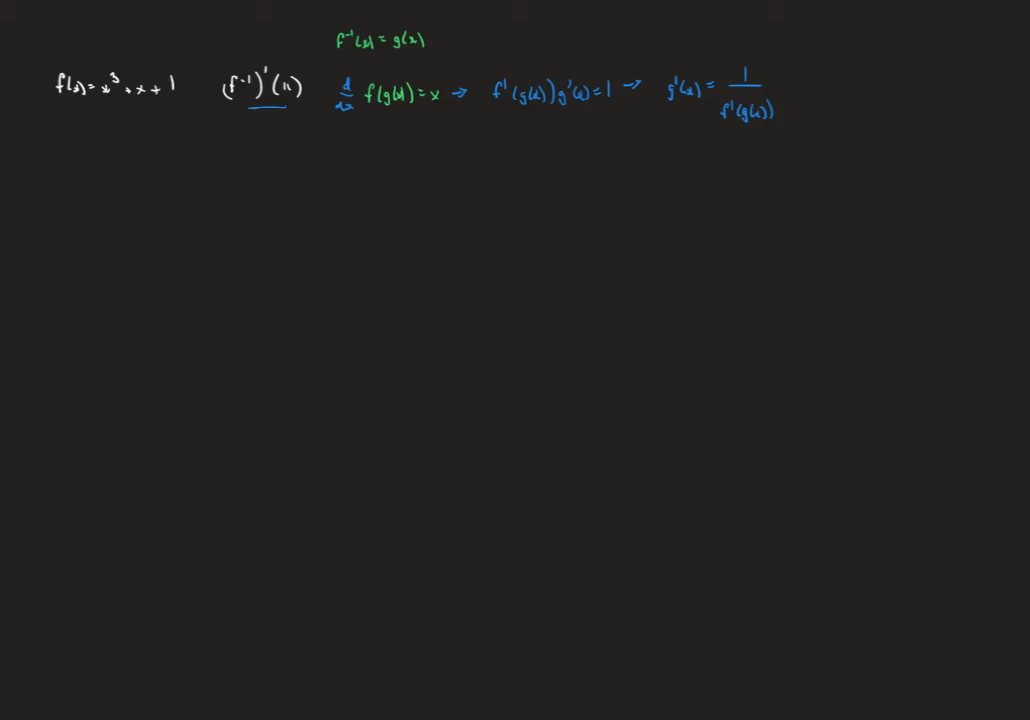 f⁻¹(x) = g(x)
f(x) = x³ + x + 1 (f⁻¹)'(11) d/dx f(g(x)) = x → f'(g(x)) g'(x) = 1 → g'(x) = 1/f'(g(x))